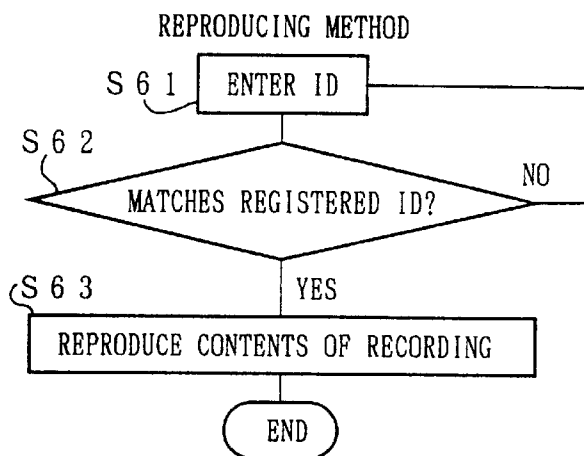 REPRODUCING METHOD
S61
ENTER ID
S62
MATCHES REGISTERED ID?
NO
YES
S63
REPRODUCE CONTENTS OF RECORDING
END